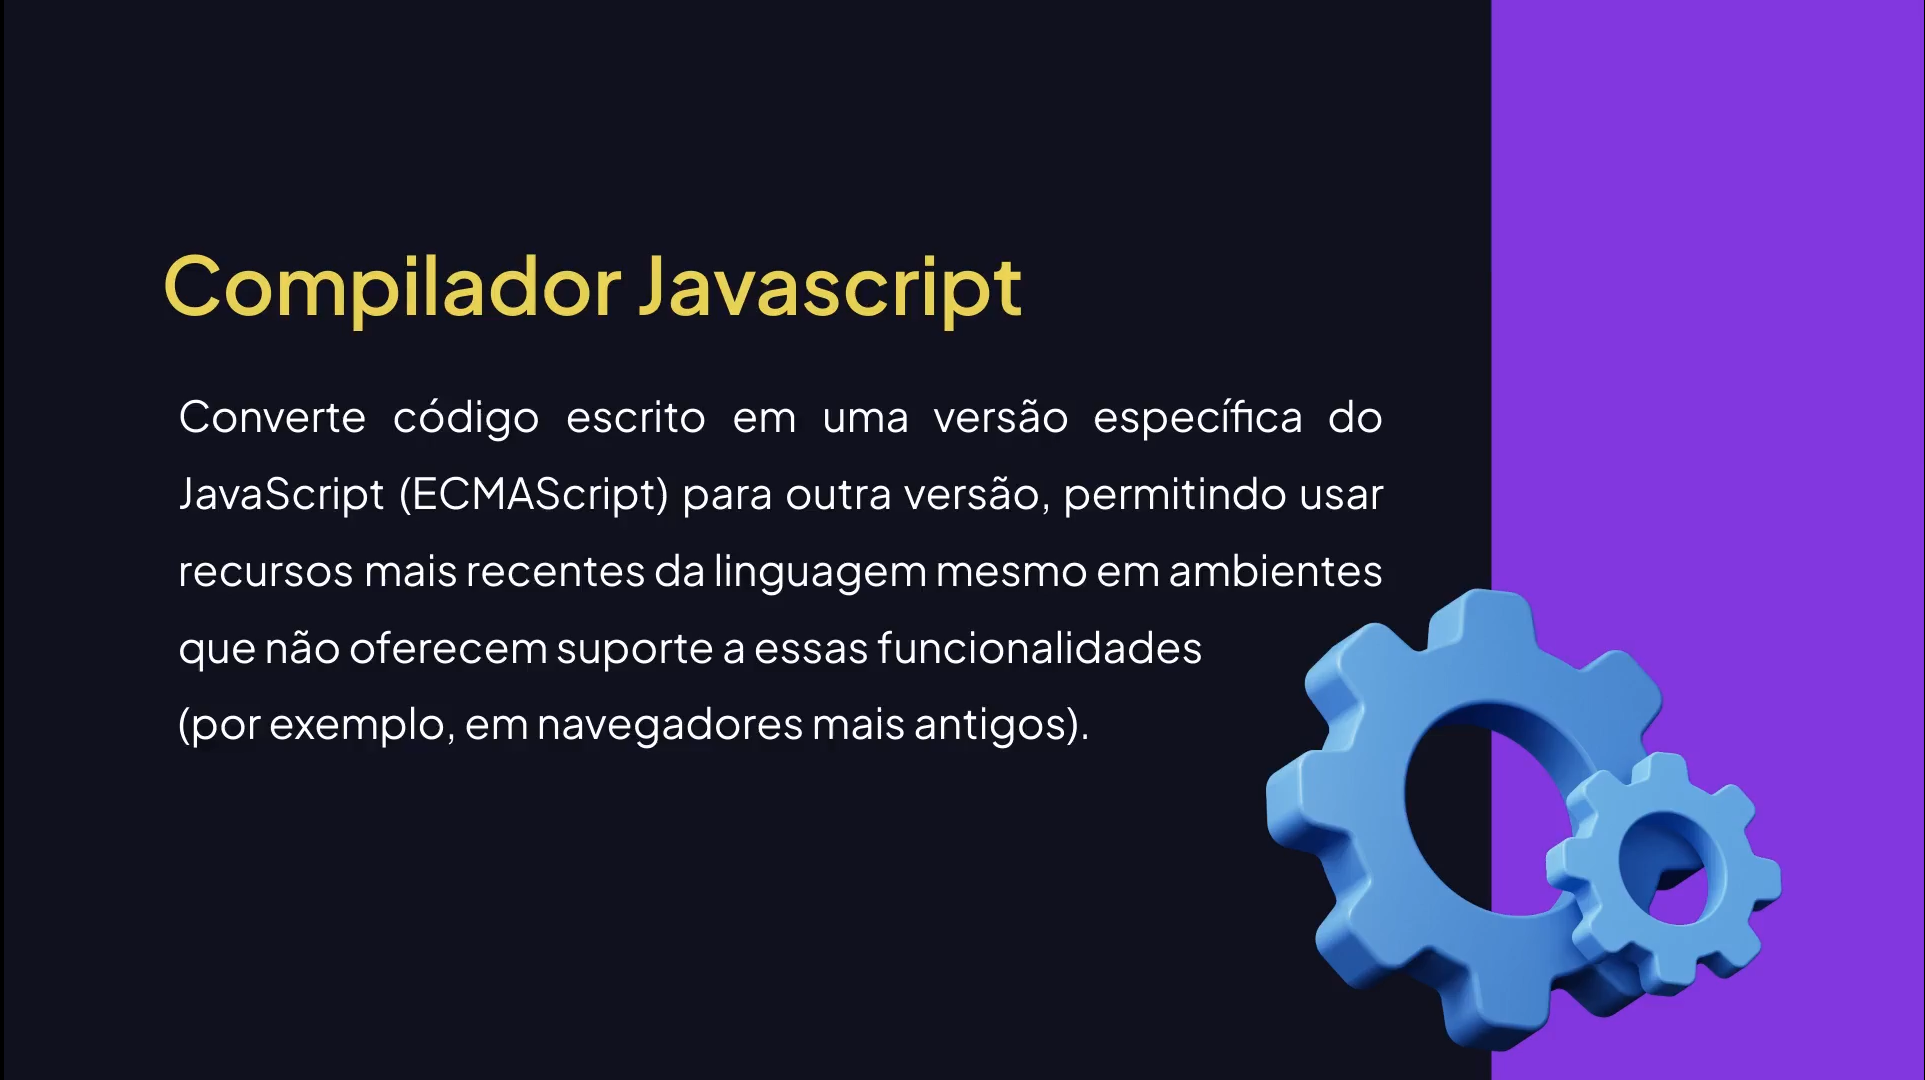 Compilador Javascript
Converte código escrito em uma versão específica do
JavaScript (ECMAScript) para outra versão, permitindo usar
recursos mais recentes da linguagem mesmo em ambientes
que não oferecem suporte a essas funcionalidades
(por exemplo, em navegadores mais antigos).